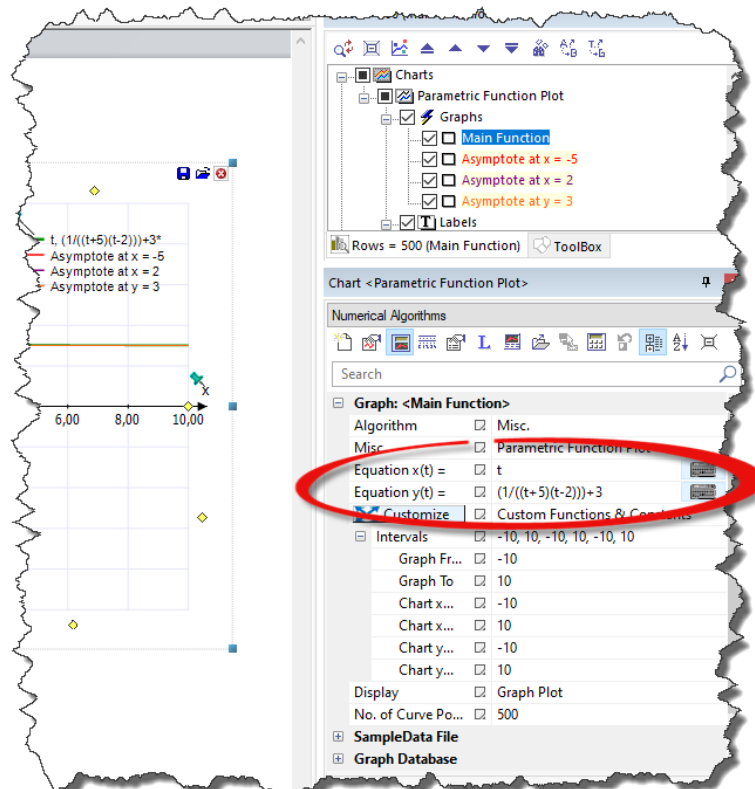 t, (1/((t+5)(t-2)))+3*
Asymptote at x = -5
Asymptote at x = 2
Asymptote at y = 3
x
6,00 8,00 10,00
Charts
Parametric Function Plot
Graphs
Main Function
Asymptote at x = -5
Asymptote at x = 2
Asymptote at y = 3
Labels
Rows = 500 (Main Function) ToolBox
Chart <Parametric Function Plot>
Numerical Algorithms
Search
Graph: <Main Function>
Algorithm Misc.
Misc. Parametric Function Plot
Equation x(t) = t
Equation y(t) = (1/((t+5)(t-2)))+3
Customize Custom Functions & Constants
Intervals -10, 10, -10, 10, -10, 10
Graph Fr... -10
Graph To 10
Chart x... -10
Chart x... 10
Chart y... -10
Chart y... 10
Display Graph Plot
No. of Curve Po... 500
SampleData File
Graph Database